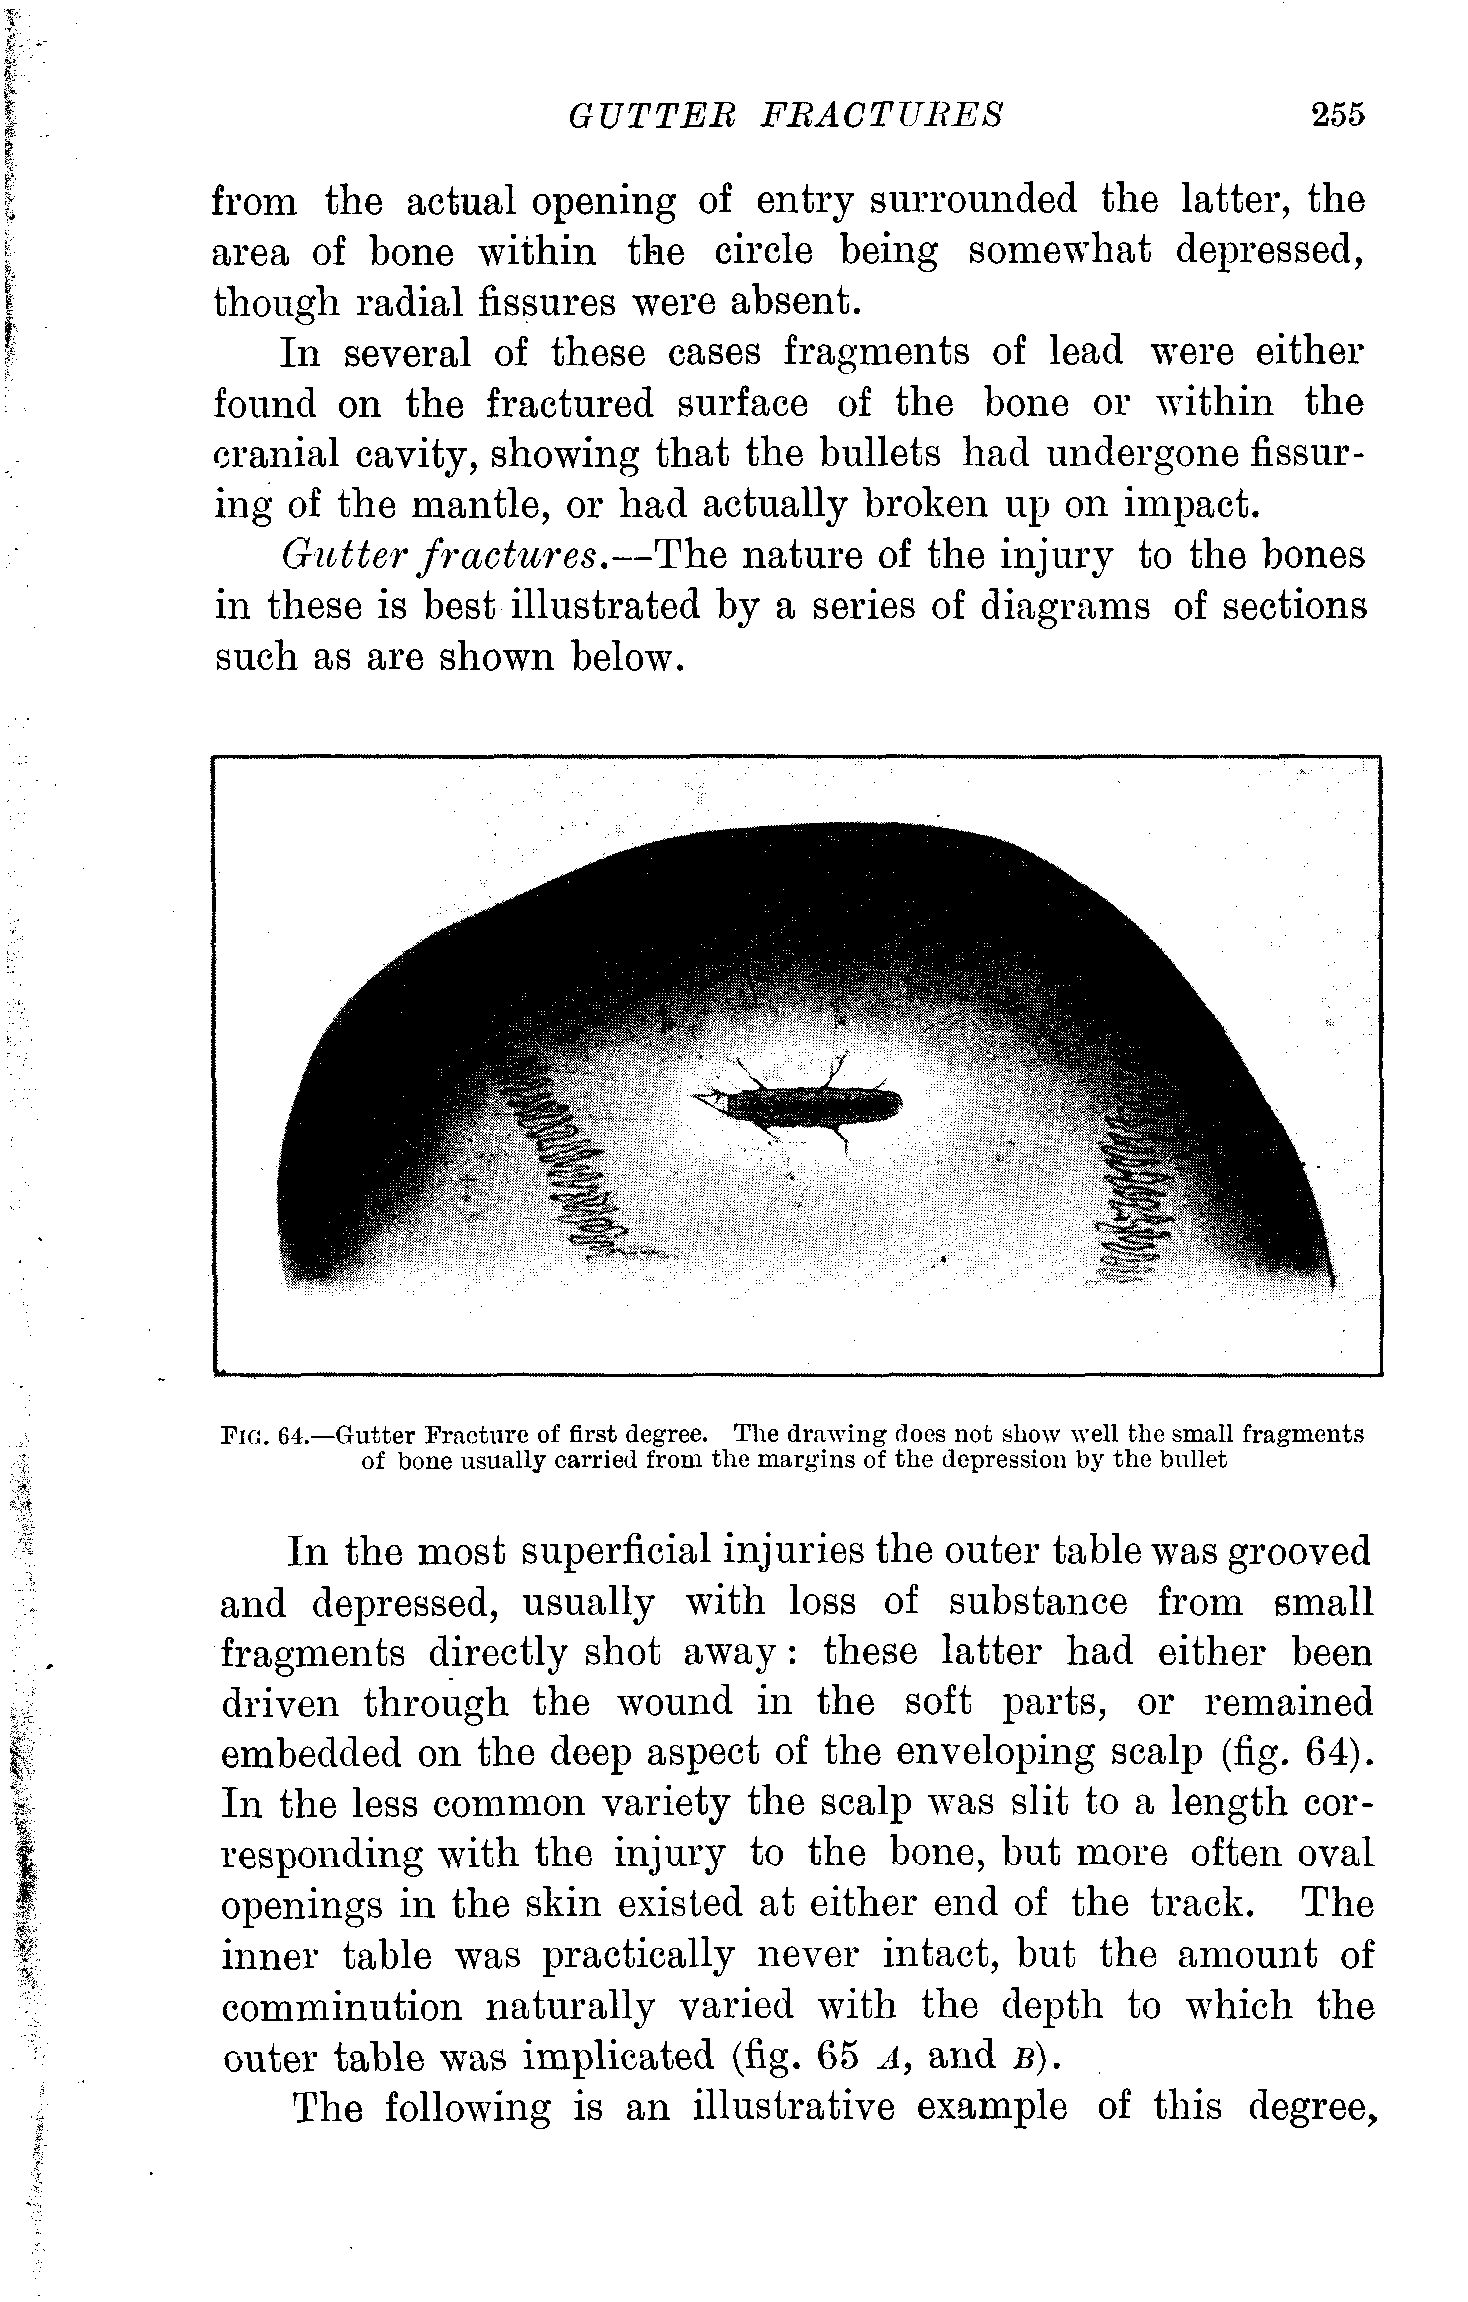 GUTTER FRACTURES 255
from the actual opening of entry surrounded the latter, the
area of bone within the circle being somewhat depressed,
though radial fissures were absent.
In several of these cases fragments of lead were either
found on the fractured surface of the bone or within the
cranial cavity, showing that the bullets had undergone fissur-
ing of the mantle, or had actually broken up on impact.
Gutter fractures.—The nature of the injury to the bones
in these is best illustrated by a series of diagrams of sections
such as are shown below.
FIG. 64.—Gutter Fracture of first degree. The drawing does not show well the small fragments
of bone usually carried from the margins of the depression by the bullet
In the most superficial injuries the outer table was grooved
and depressed, usually with loss of substance from small
fragments directly shot away : these latter had either been
driven through the wound in the soft parts, or remained
embedded on the deep aspect of the enveloping scalp (fig. 64).
In the less common variety the scalp was slit to a length cor-
responding with the injury to the bone, but more often oval
openings in the skin existed at either end of the track. The
inner table was practically never intact, but the amount of
comminution naturally varied with the depth to which the
outer table was implicated (fig. 65 A, and B).
The following is an illustrative example of this degree,